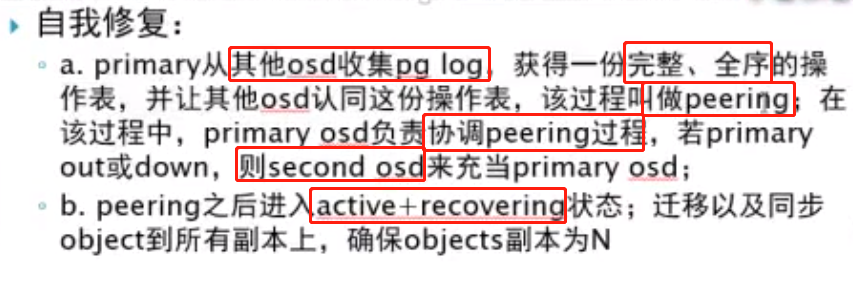 自我修复：
a. primary从其他osd收集pg log，获得一份完整、全序的操
作表，并让其他osd认同这份操作表，该过程叫做peering；在
该过程中，primary osd负责协调peering过程，若primary
out或down，则second osd来充当primary osd；
b. peering之后进入active+recovering状态；迁移以及同步
object到所有副本上，确保objects副本为N